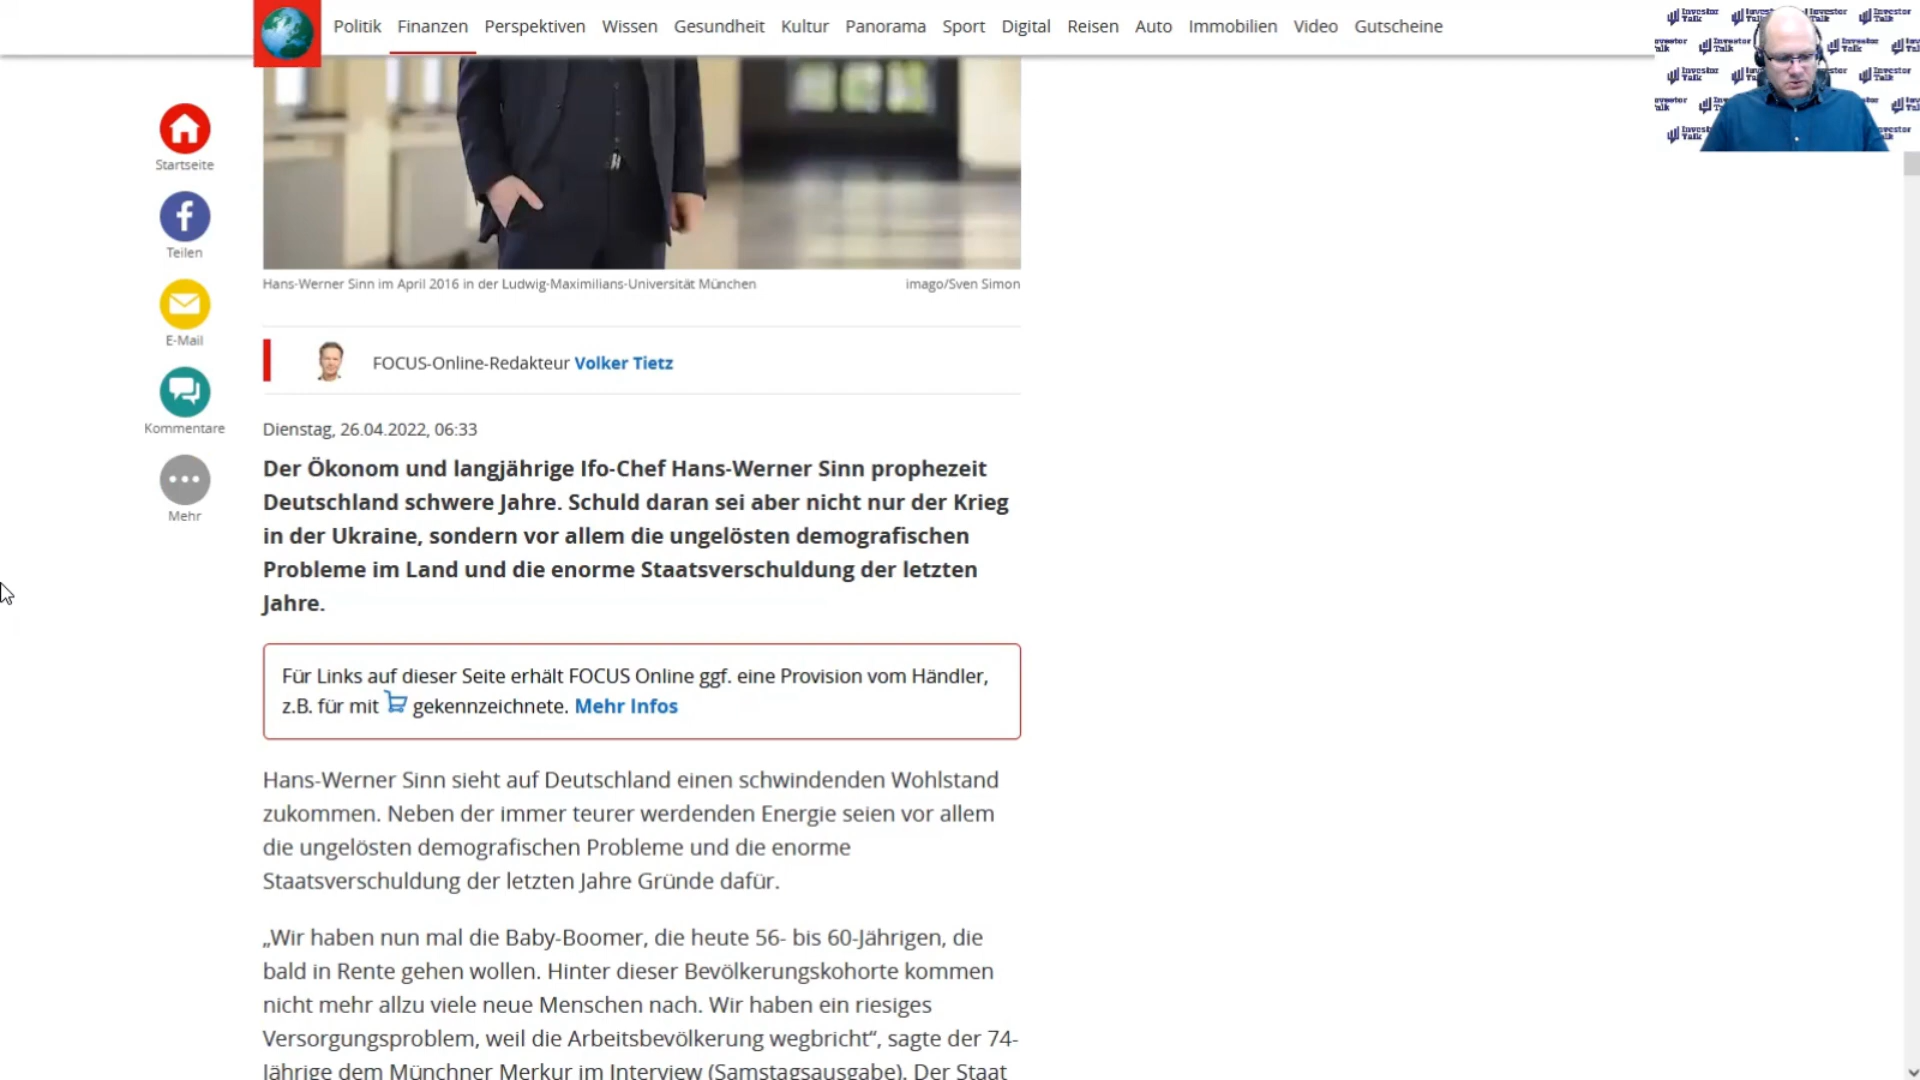 Politik Finanzen Perspektiven Wissen Gesundheit Kultur Panorama Sport Digital Reisen Auto Immobilien Video Gutscheine
Investor
Talk
Startseite
Teilen
E-Mail
Kommentare
Mehr
Hans-Werner Sinn im April 2016 in der Ludwig-Maximilians-Universität München
imago/Sven Simon
FOCUS-Online-Redakteur Volker Tietz
Dienstag, 26.04.2022, 06:33
Der Ökonom und langjährige Ifo-Chef Hans-Werner Sinn prophezeit
Deutschland schwere Jahre. Schuld daran sei aber nicht nur der Krieg
in der Ukraine, sondern vor allem die ungelösten demografischen
Probleme im Land und die enorme Staatsverschuldung der letzten
Jahre.
Für Links auf dieser Seite erhält FOCUS Online ggf. eine Provision vom Händler,
z.B. für mit gekennzeichnete. Mehr Infos
Hans-Werner Sinn sieht auf Deutschland einen schwindenden Wohlstand
zukommen. Neben der immer teurer werdenden Energie seien vor allem
die ungelösten demografischen Probleme und die enorme
Staatsverschuldung der letzten Jahre Gründe dafür.
„Wir haben nun mal die Baby-Boomer, die heute 56- bis 60-Jährigen, die
bald in Rente gehen wollen. Hinter dieser Bevölkerungskohorte kommen
nicht mehr allzu viele neue Menschen nach. Wir haben ein riesiges
Versorgungsproblem, weil die Arbeitsbevölkerung wegbricht“, sagte der 74-
Jährige dem Münchner Merkur im Interview (Samstagsausgabe). Der Staat